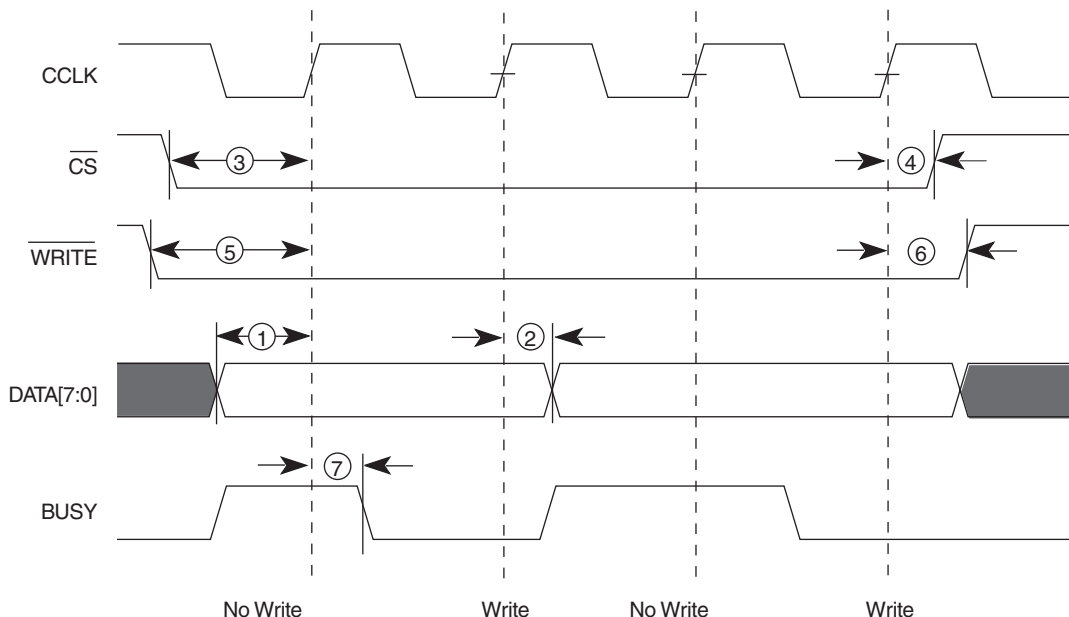 CCLK
CS
3
4
WRITE
5
6
1
2
DATA[7:0]
7
BUSY
No Write Write No Write Write